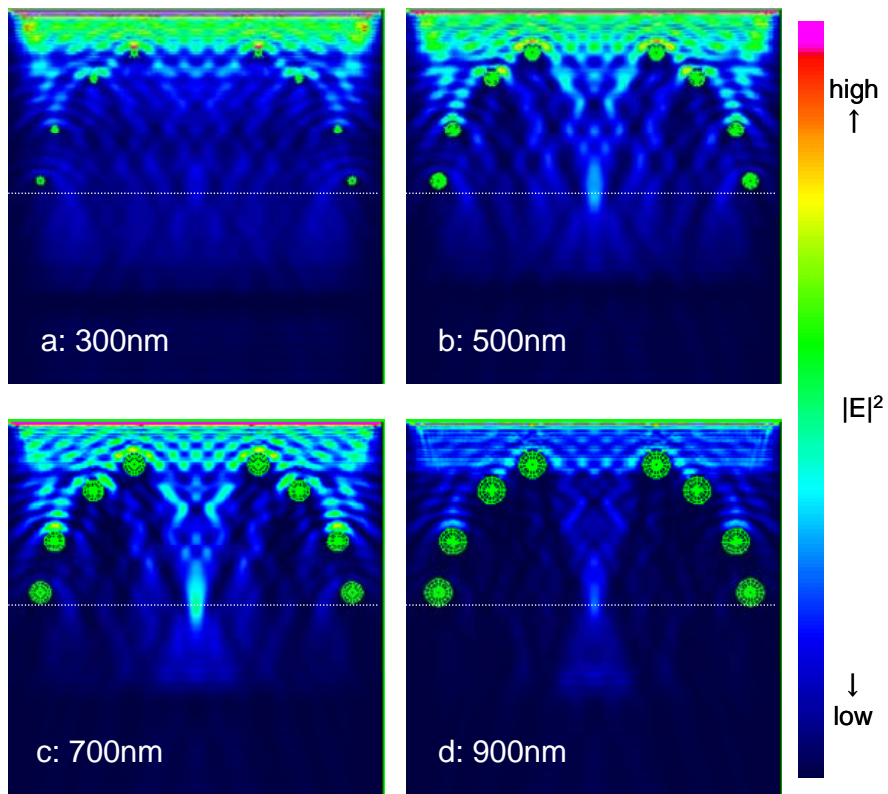 a: 300nm
b: 500nm
c: 700nm
d: 900nm
high
↑
|E|²
↓
low